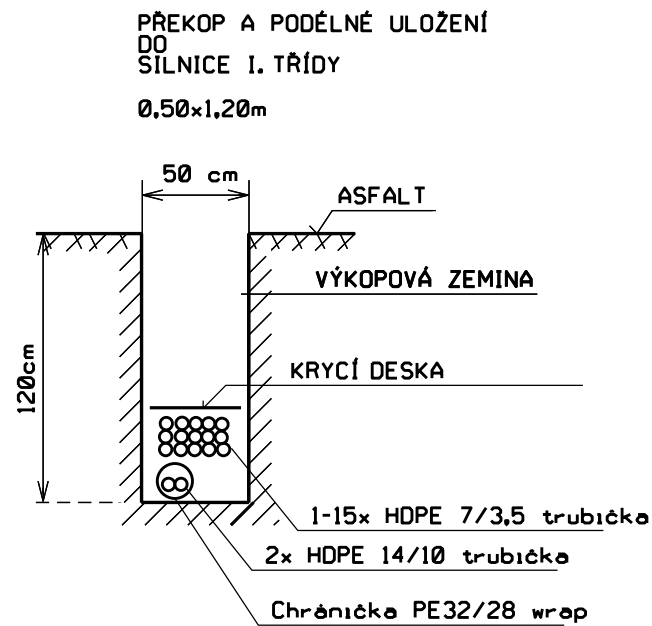 PŘEKOP A PODÉLNÉ ULOŽENÍ
DO
SILNICE I. TŘÍDY
0,50x1,20m
50 cm
ASFALT
VÝKOPOVÁ ZEMINA
KRYCÍ DESKA
120cm
1-15x HDPE 7/3,5 trubička
2x HDPE 14/10 trubička
Chránička PE32/28 wrap